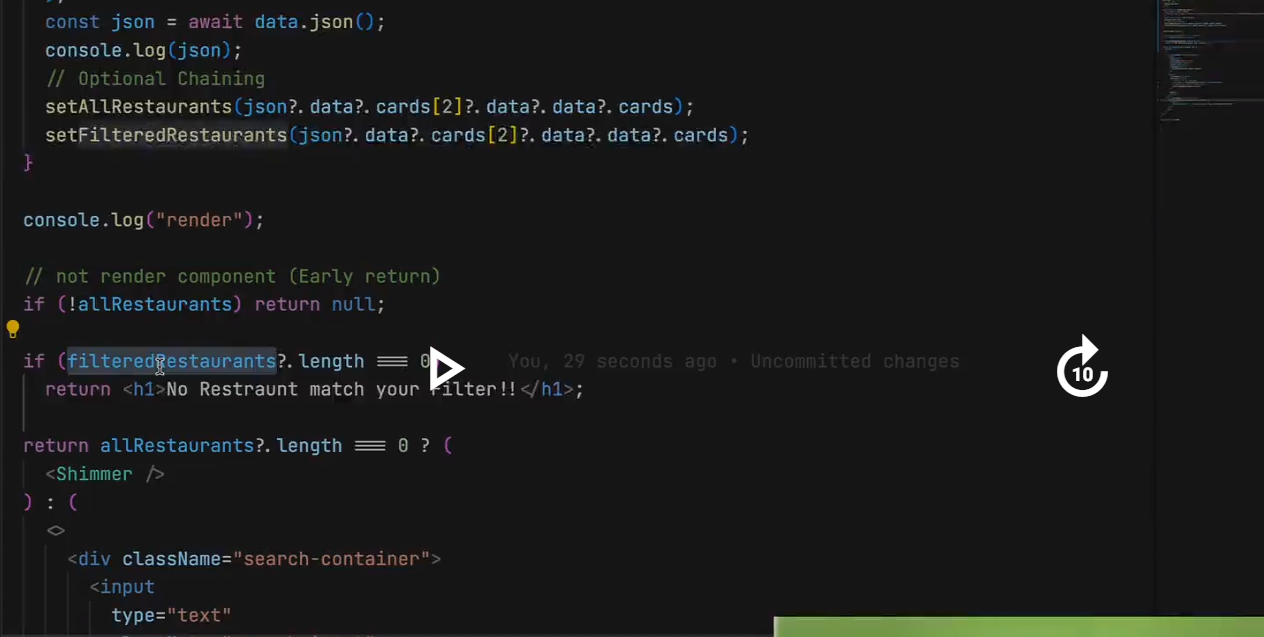 const json = await data.json();
console.log(json);
// Optional Chaining
setAllRestaurants(json?.data?.cards[2]?.data?.data?.cards);
setFilteredRestaurants(json?.data?.cards[2]?.data?.data?.cards);
}
console.log("render");
// not render component (Early return)
if (!allRestaurants) return null;
if (filteredRestaurants?.length === 0 You, 29 seconds ago • Uncommitted changes
return <h1>No Restraunt match your Filter!!</h1>;
return allRestaurants?.length === 0 ? (
<Shimmer />
) : (
<>
<div className="search-container">
<input
type="text"
10